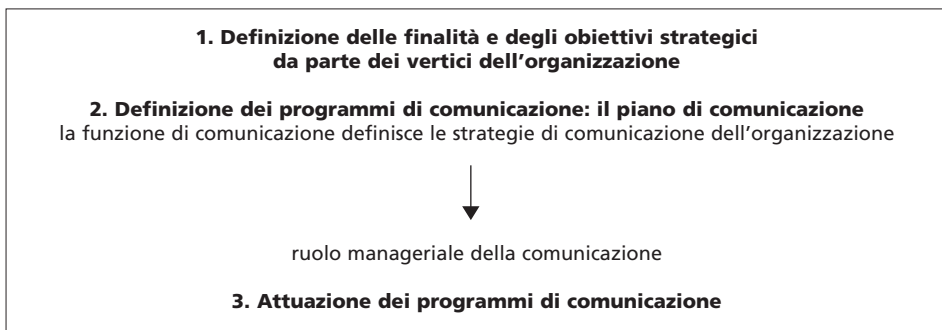 1. Definizione delle finalità e degli obiettivi strategici
da parte dei vertici dell'organizzazione
2. Definizione dei programmi di comunicazione: il piano di comunicazione
la funzione di comunicazione definisce le strategie di comunicazione dell'organizzazione
ruolo manageriale della comunicazione
3. Attuazione dei programmi di comunicazione